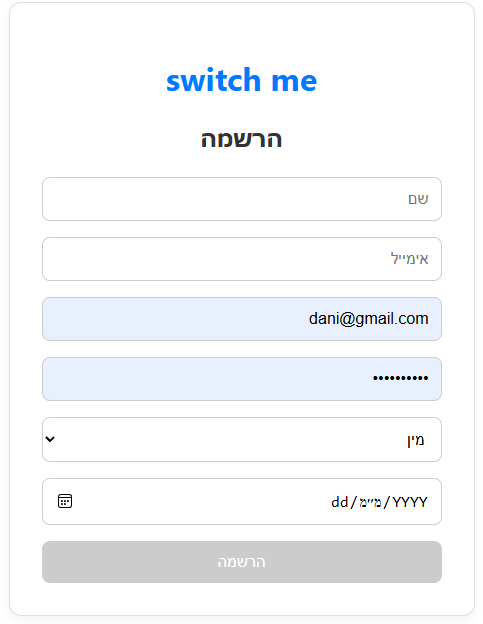 switch me
הרשמה
שם
אימייל
dani@gmail.com
••••••••••
מין
dd/מ״מ/YYYY
הרשמה